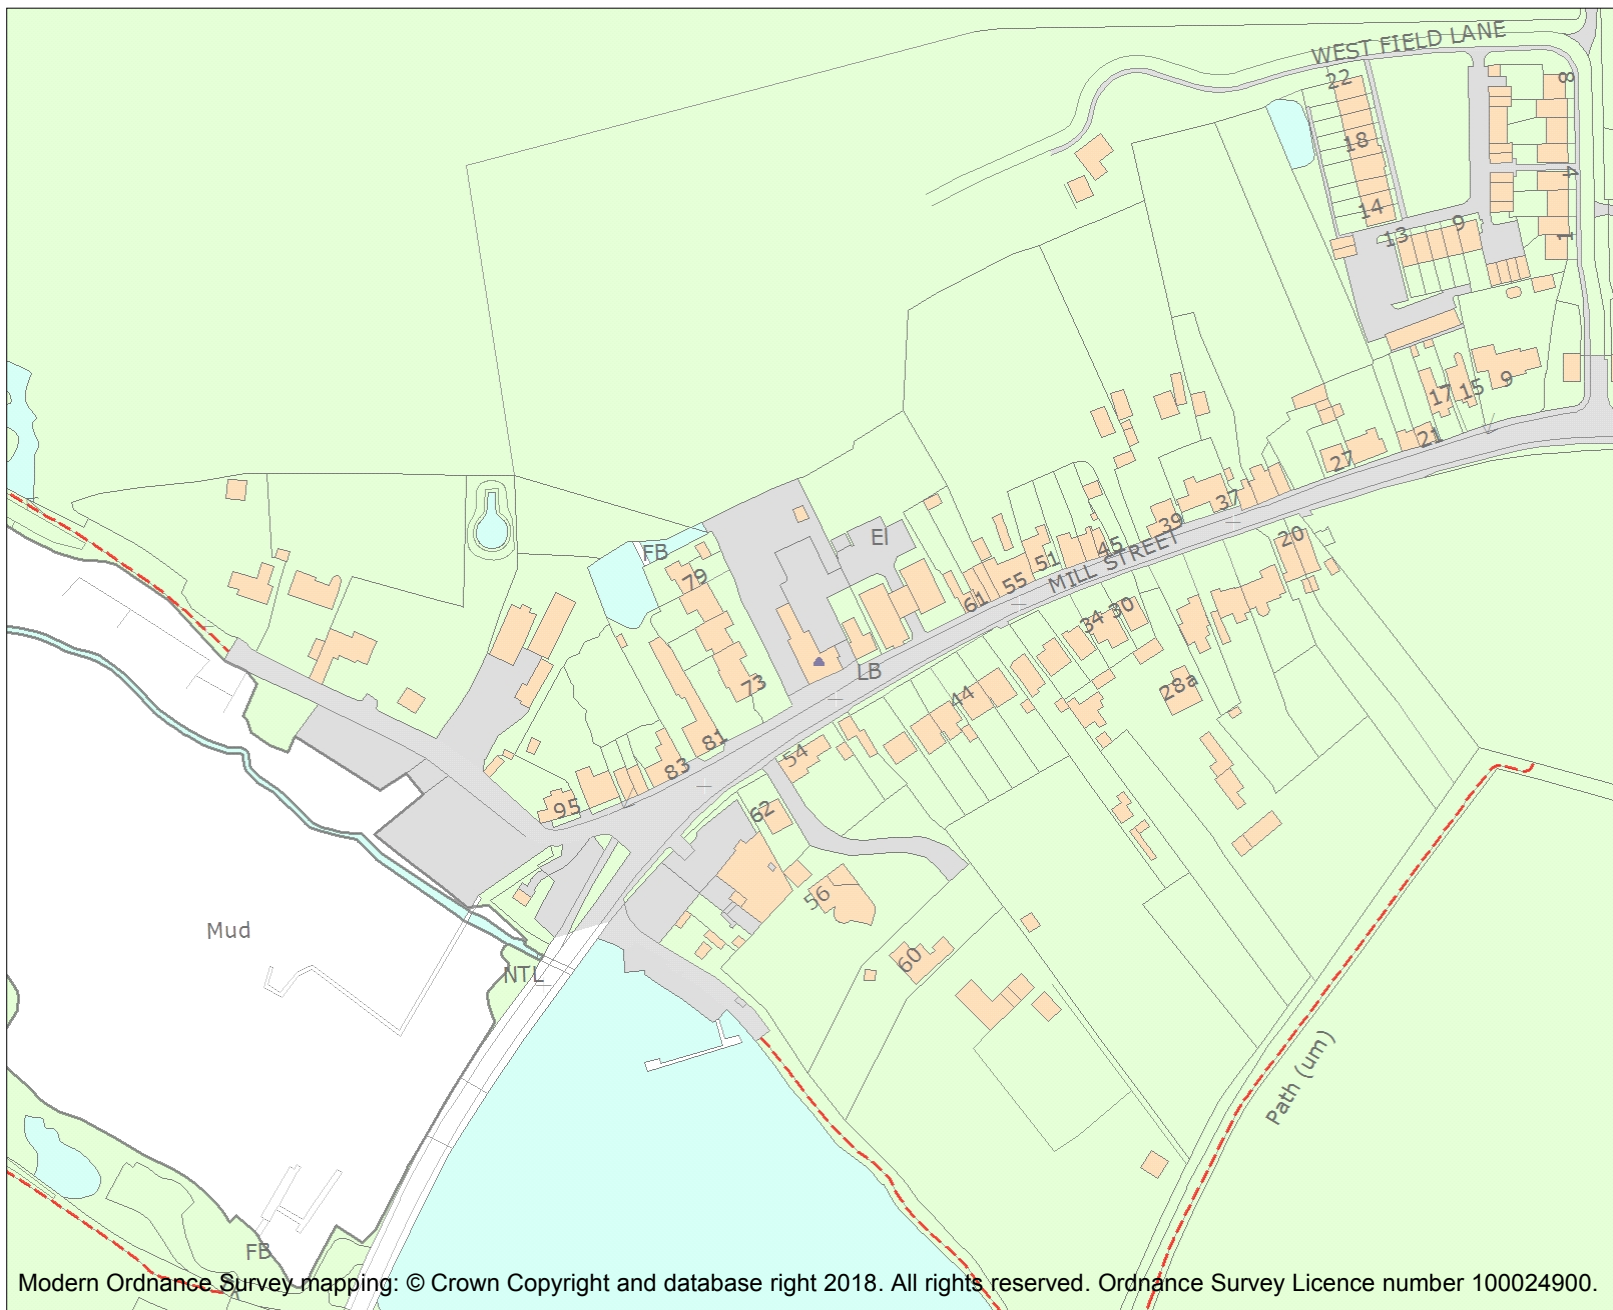 WEST FIELD LANE
22
8
18
4
14
13
9
1
17
15
9
21
27
37
39
20
45
MILL STREET
51
55
61
EI
FB
79
34
30
LB
28a
73
44
81
54
83
95
62
56
60
Mud
NTL
Path (um)
FB
Modern Ordnance Survey mapping: © Crown Copyright and database right 2018. All rights reserved. Ordnance Survey Licence number 100024900.